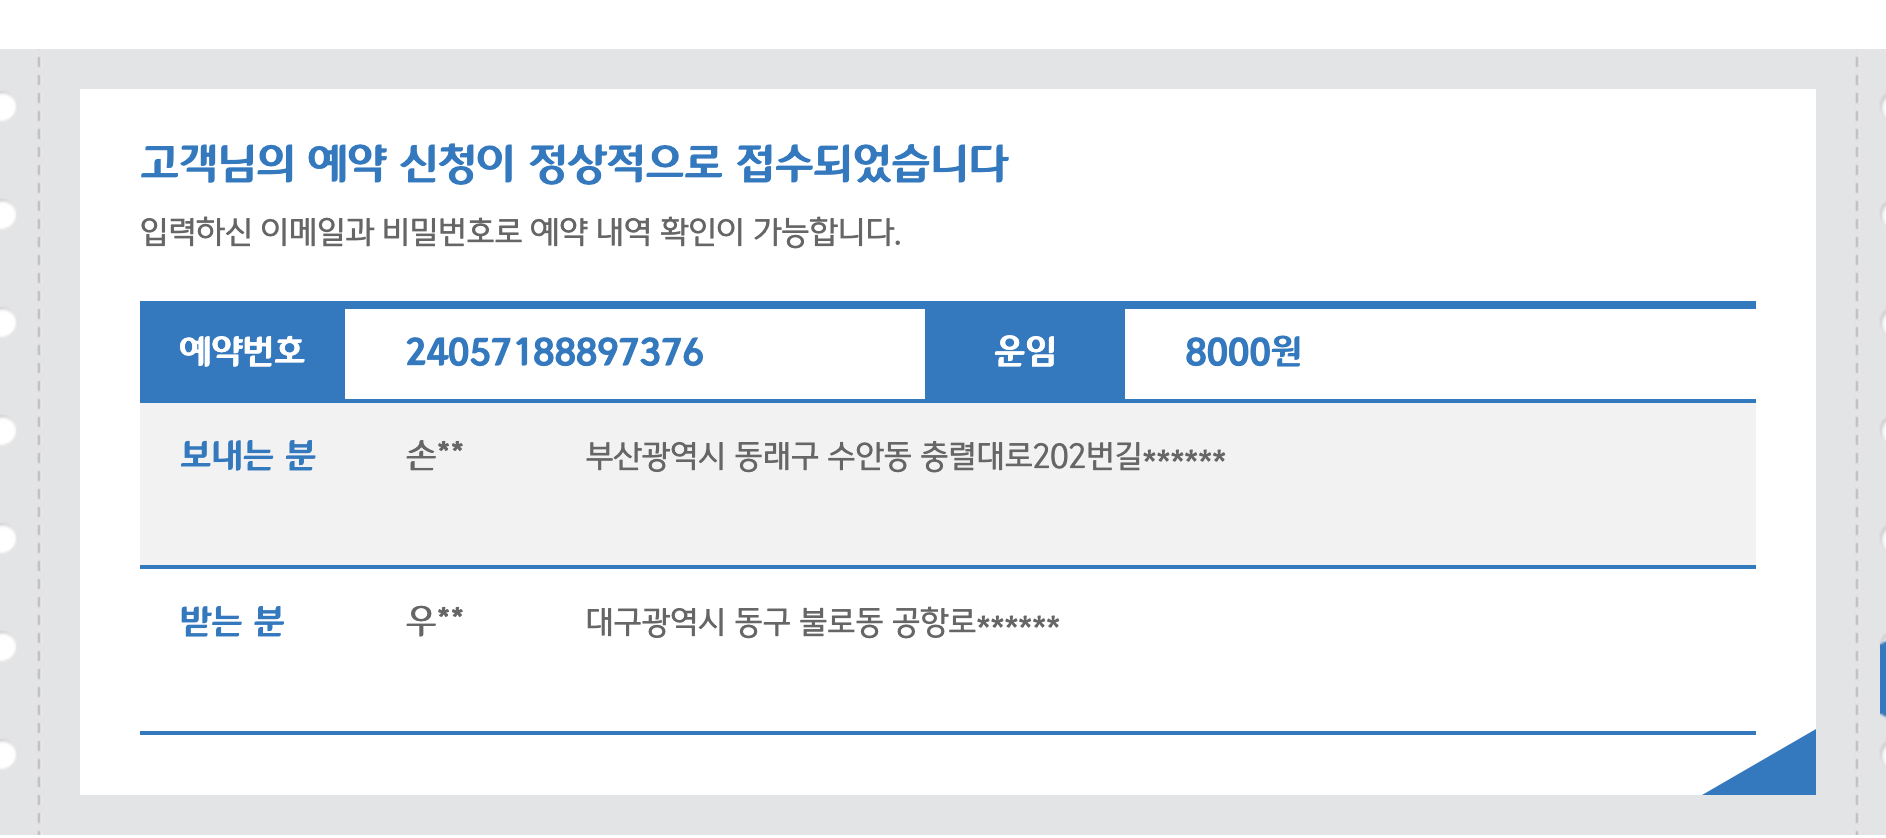 고객님의 예약 신청이 정상적으로 접수되었습니다
입력하신 이메일과 비밀번호로 예약 내역 확인이 가능합니다.
예약번호 24057188897376 운임 8000원
보내는 분 손** 부산광역시 동래구 수안동 충렬대로202번길******
받는 분 우** 대구광역시 동구 불로동 공항로******